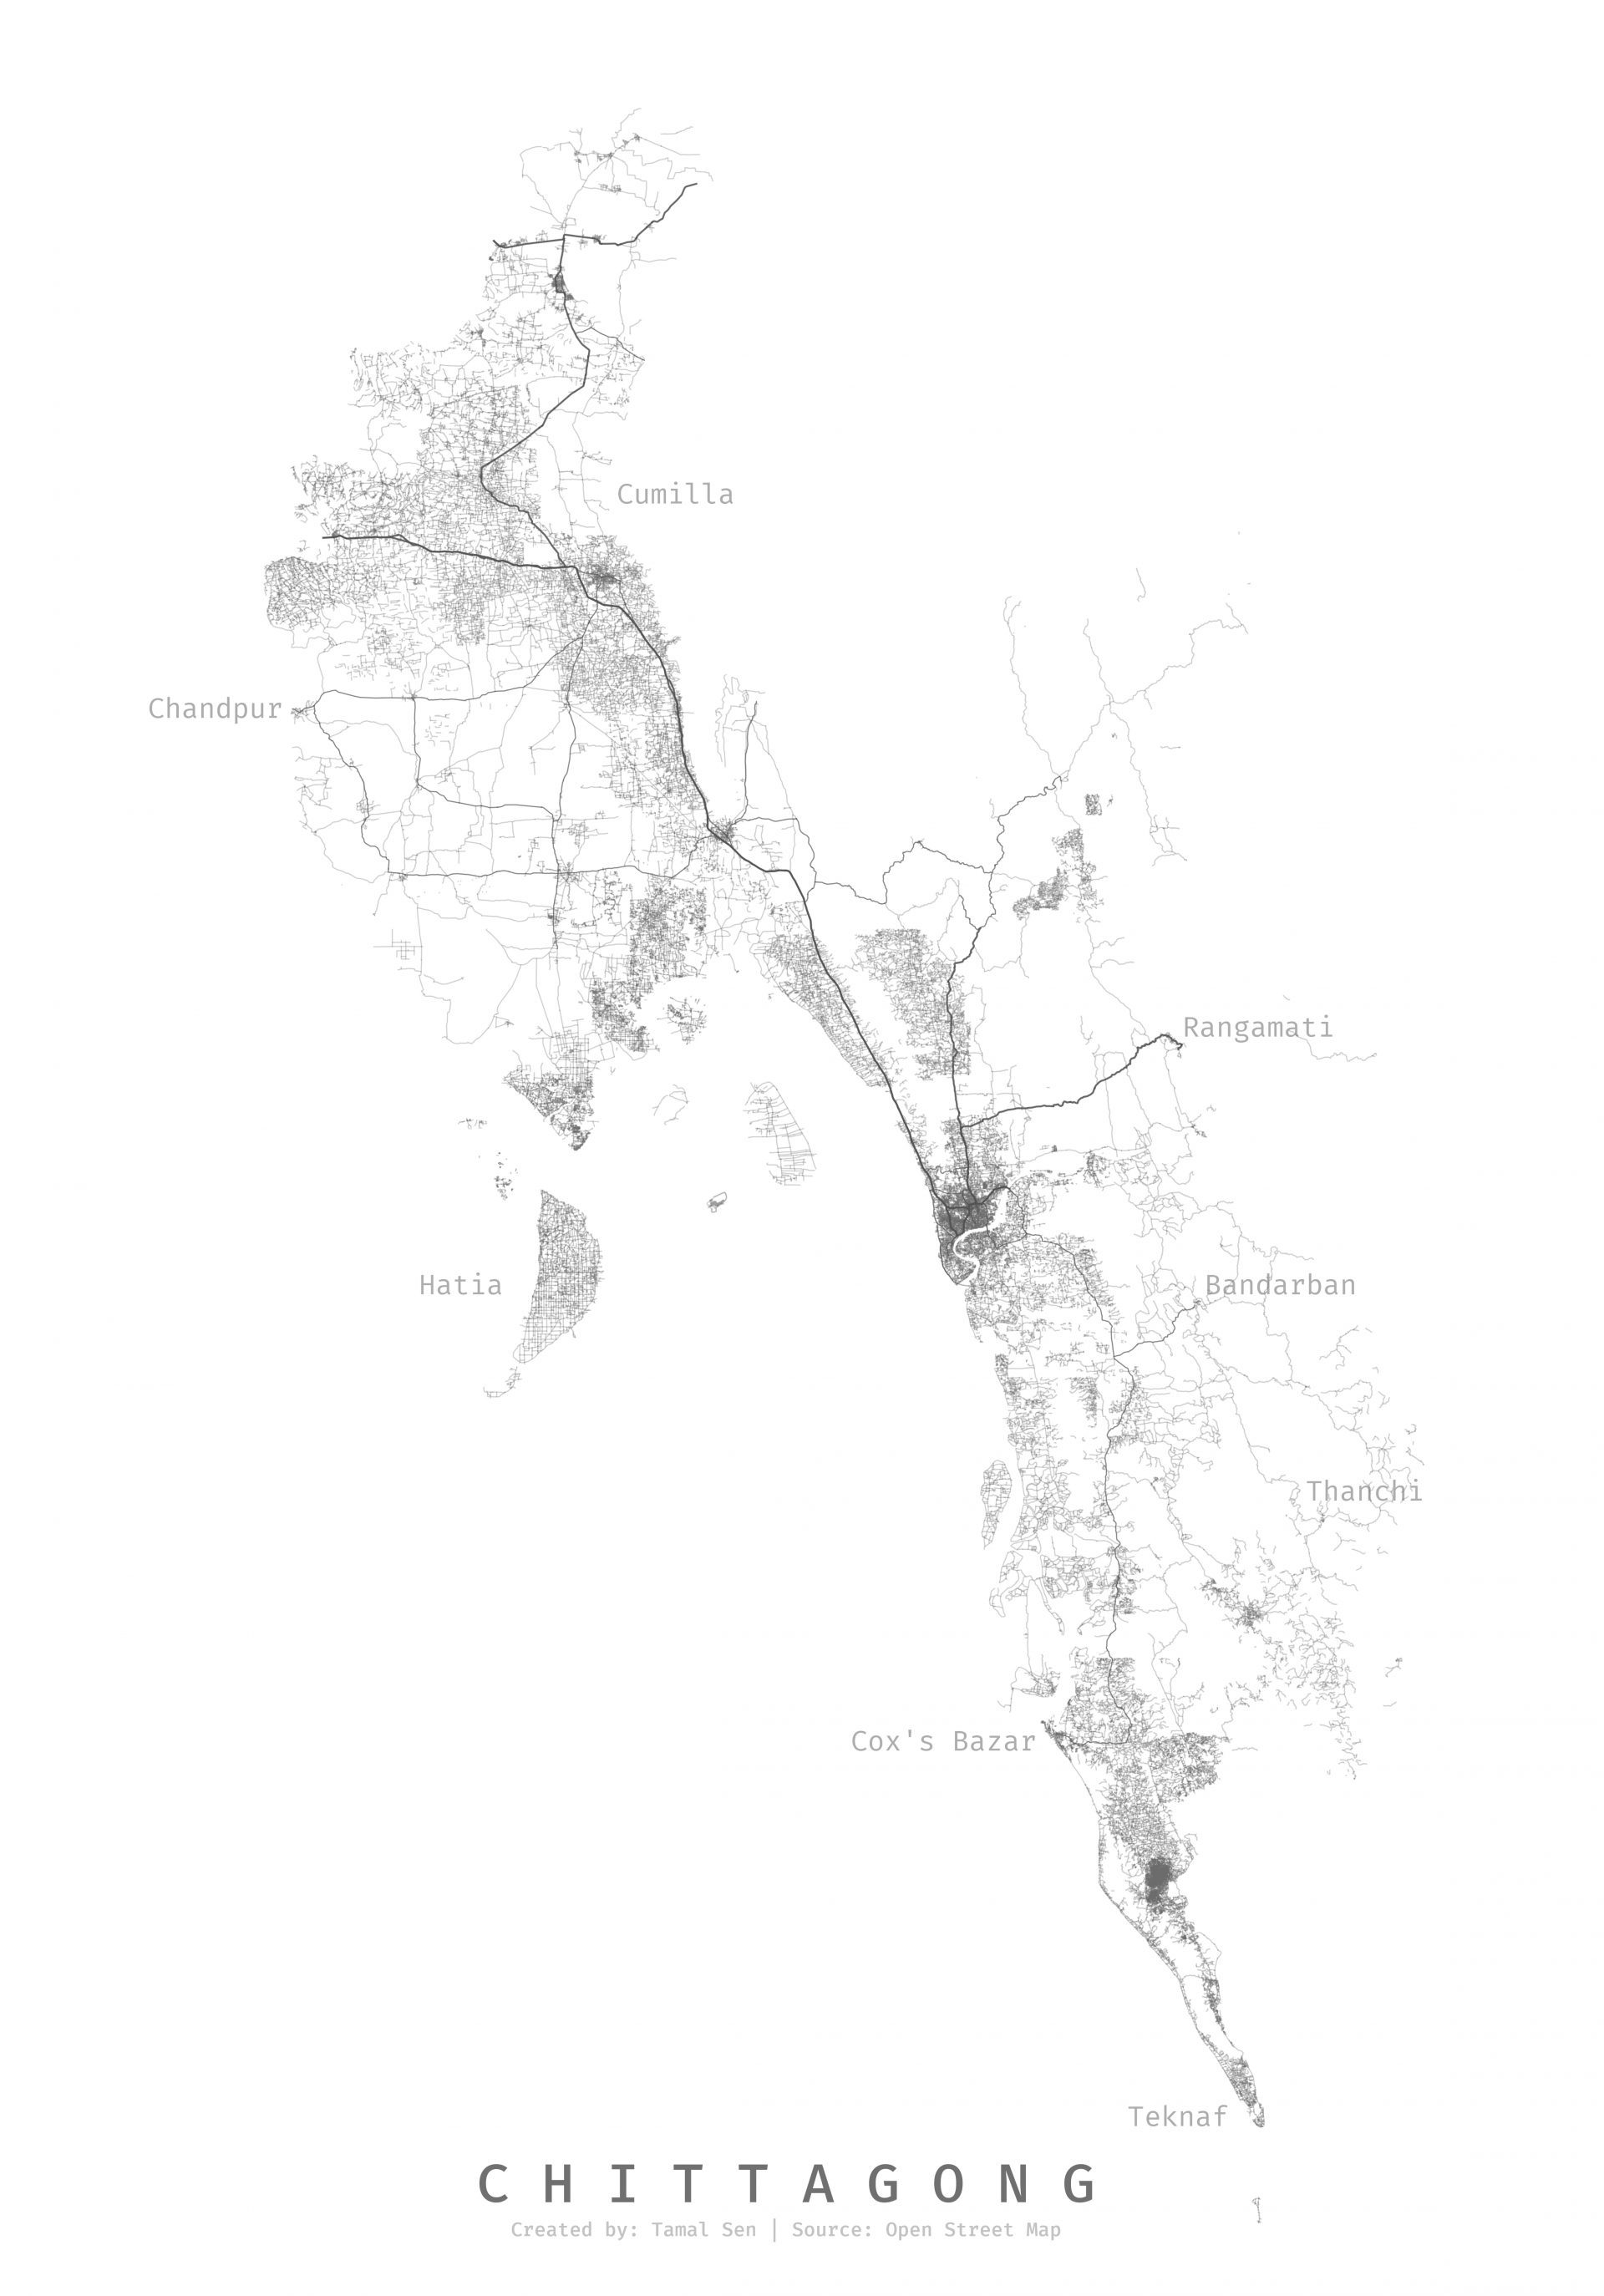 Cumilla
Chandpur
Rangamati
Hatia
Bandarban
Thanchi
Cox's Bazar
Teknaf
CHITTAGONG
Created by: Tamal Sen | Source: Open Street Map